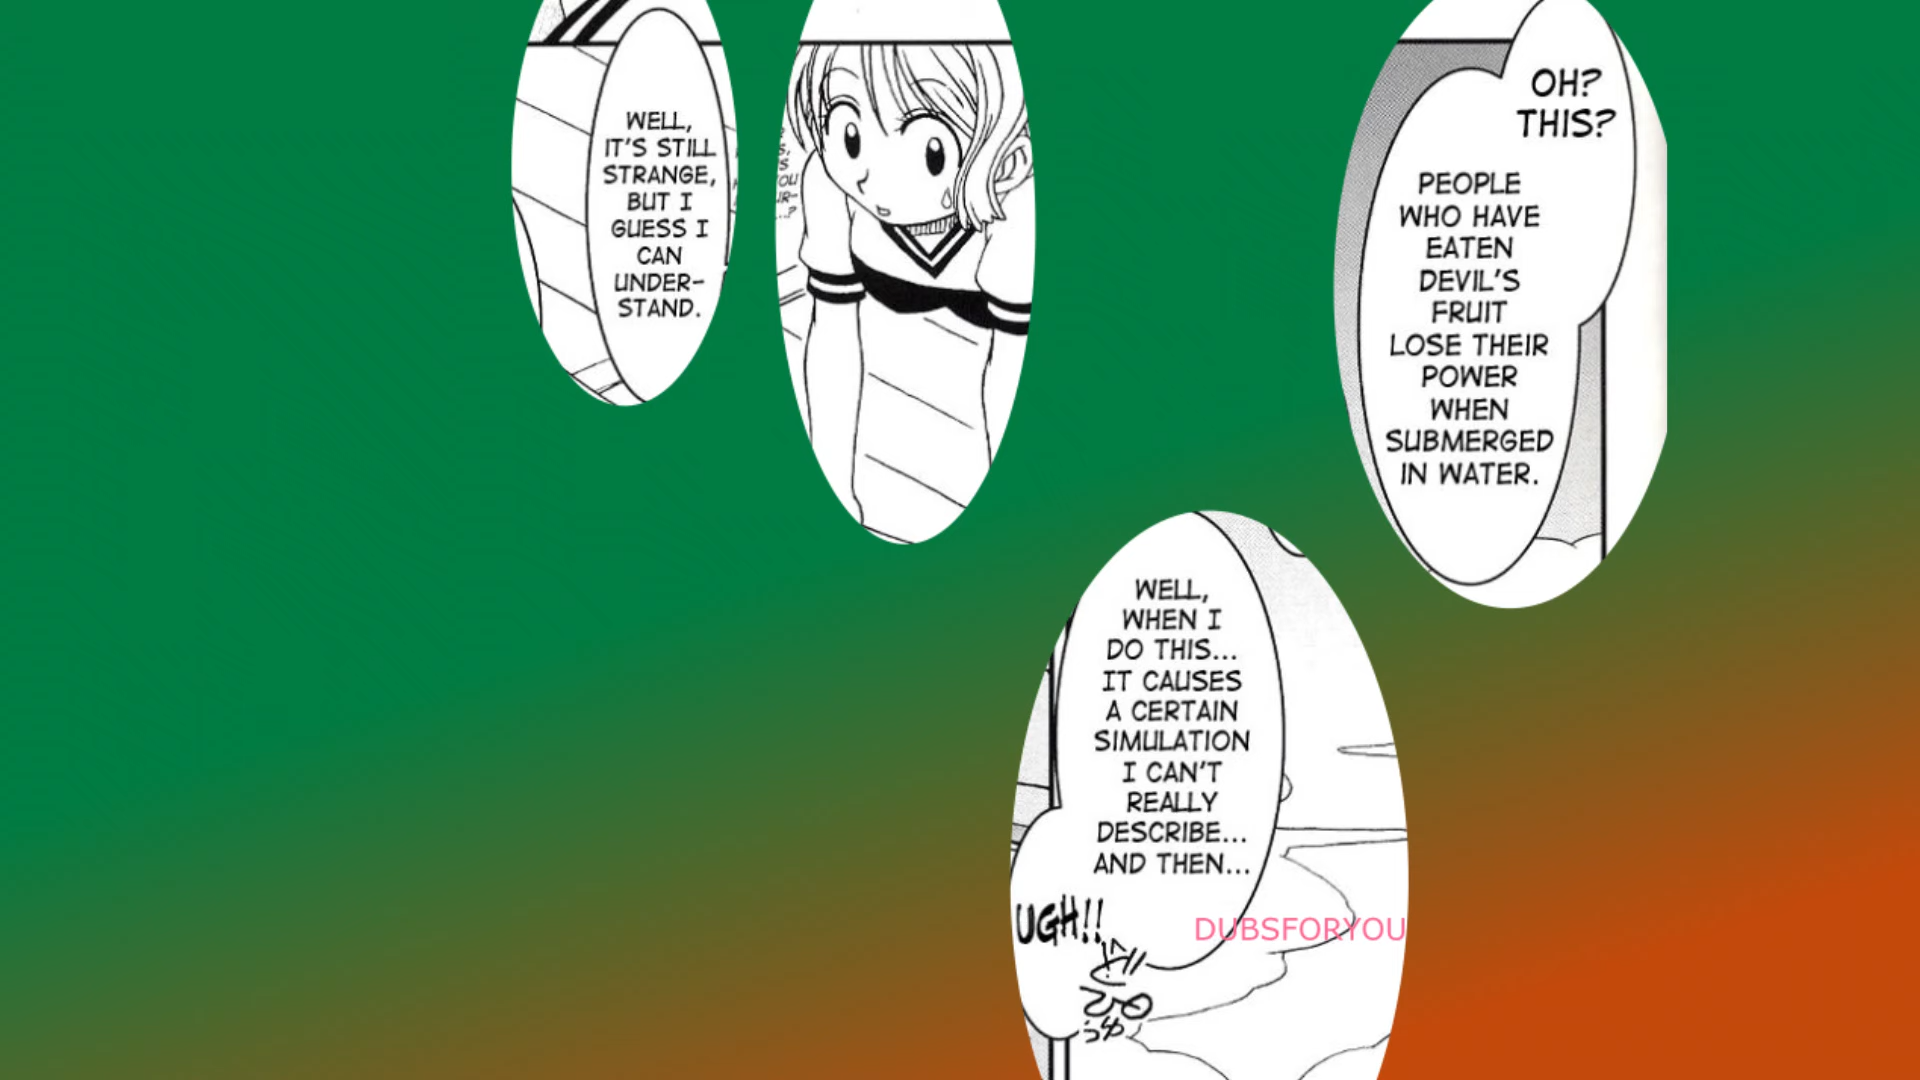 OH?
THIS?
PEOPLE
WHO HAVE
EATEN
DEVIL'S
FRUIT
LOSE THEIR
POWER
WHEN
SUBMERGED
IN WATER.
WELL,
WHEN I
DO THIS...
IT CAUSES
A CERTAIN
SIMULATION
I CAN'T
REALLY
DESCRIBE...
AND THEN...
UGH!!
DUBSFORYOU
WELL,
IT'S STILL
STRANGE,
BUT I
GUESS I
CAN
UNDER-
STAND.